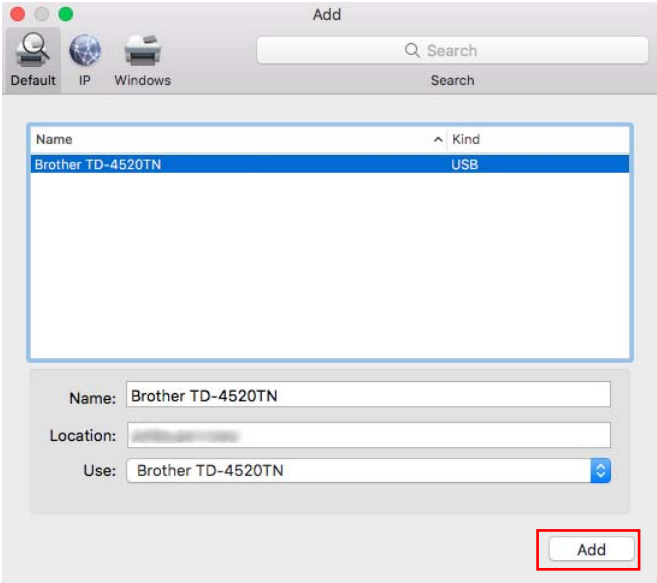 Add
Search
Default IP Windows Search
Name Kind
Brother TD-4520TN USB
Name: Brother TD-4520TN
Location:
Use: Brother TD-4520TN
Add